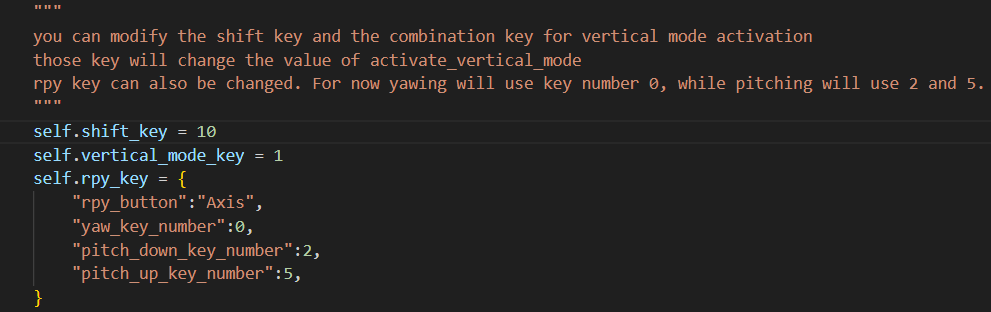 """
you can modify the shift key and the combination key for vertical mode activation
those key will change the value of activate_vertical_mode
rpy key can also be changed. For now yawing will use key number 0, while pitching will use 2 and 5.
"""
self.shift_key = 10
self.vertical_mode_key = 1
self.rpy_key = {
    "rpy_button":"Axis",
    "yaw_key_number":0,
    "pitch_down_key_number":2,
    "pitch_up_key_number":5,
}